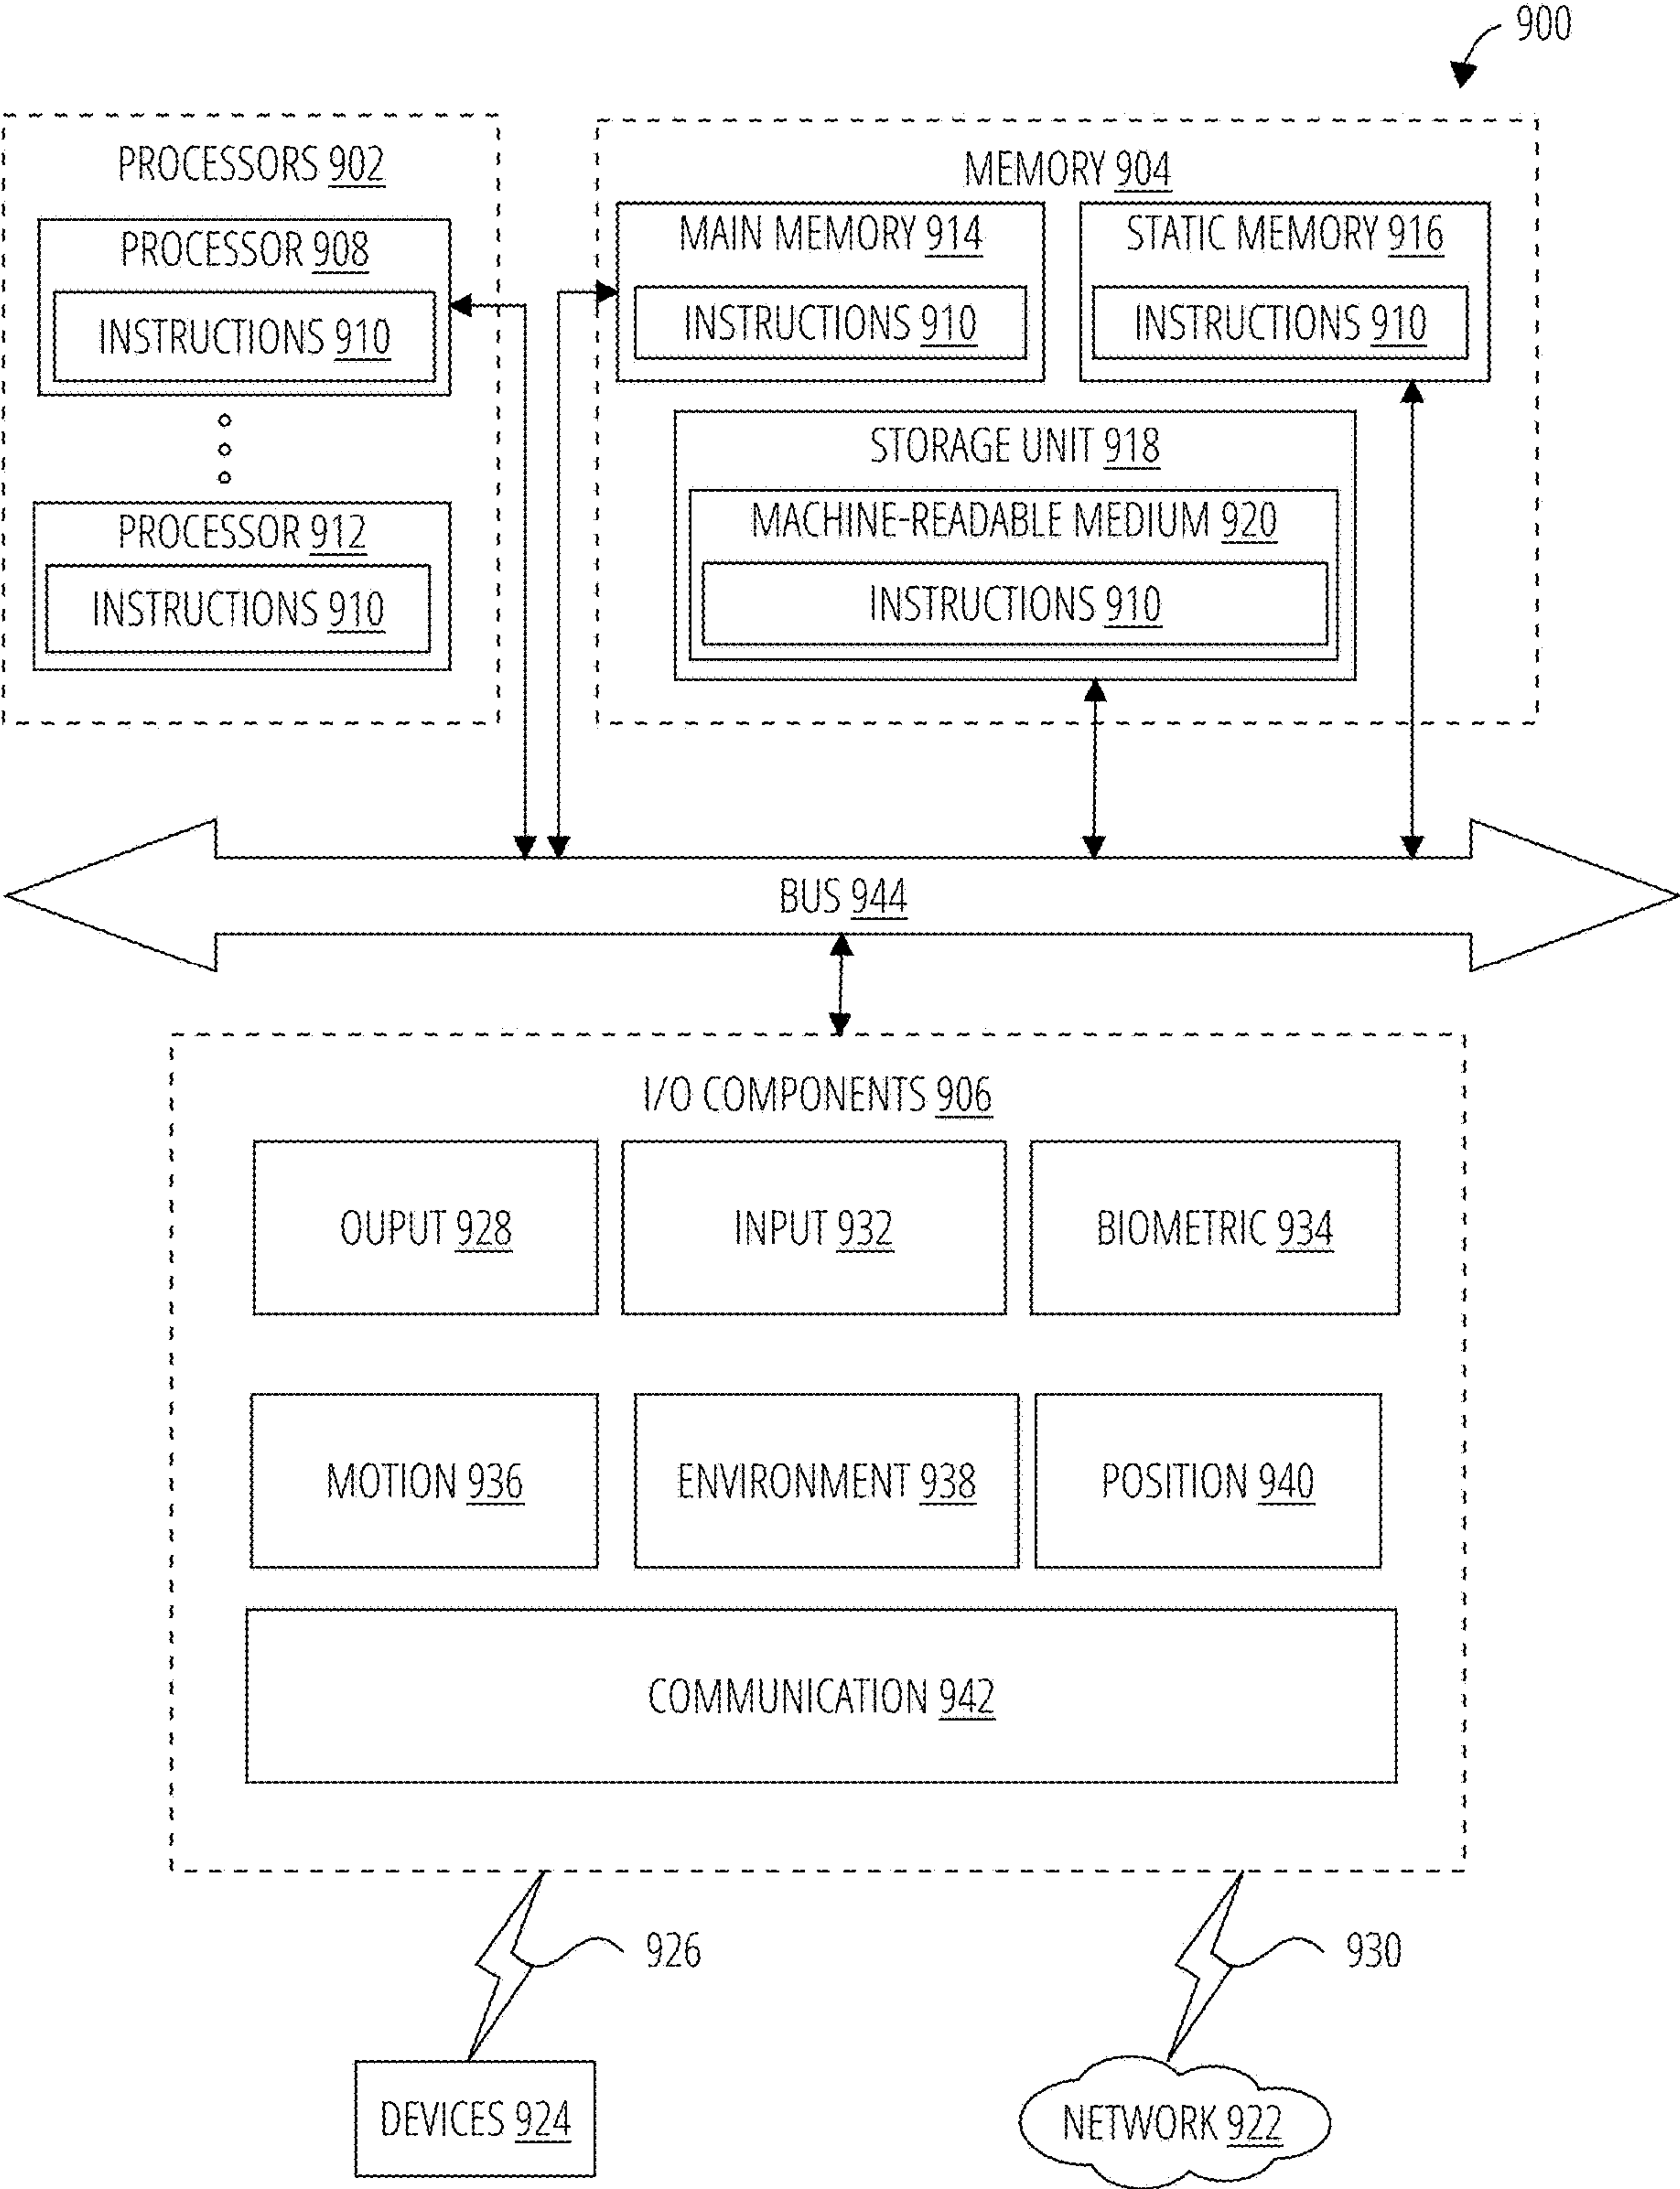 900
PROCESSORS 902
PROCESSOR 908
INSTRUCTIONS 910
PROCESSOR 912
INSTRUCTIONS 910
MEMORY 904
MAIN MEMORY 914
INSTRUCTIONS 910
STATIC MEMORY 916
INSTRUCTIONS 910
STORAGE UNIT 918
MACHINE-READABLE MEDIUM 920
INSTRUCTIONS 910
BUS 944
I/O COMPONENTS 906
OUPUT 928
INPUT 932
BIOMETRIC 934
MOTION 936
ENVIRONMENT 938
POSITION 940
COMMUNICATION 942
926
930
DEVICES 924
NETWORK 922